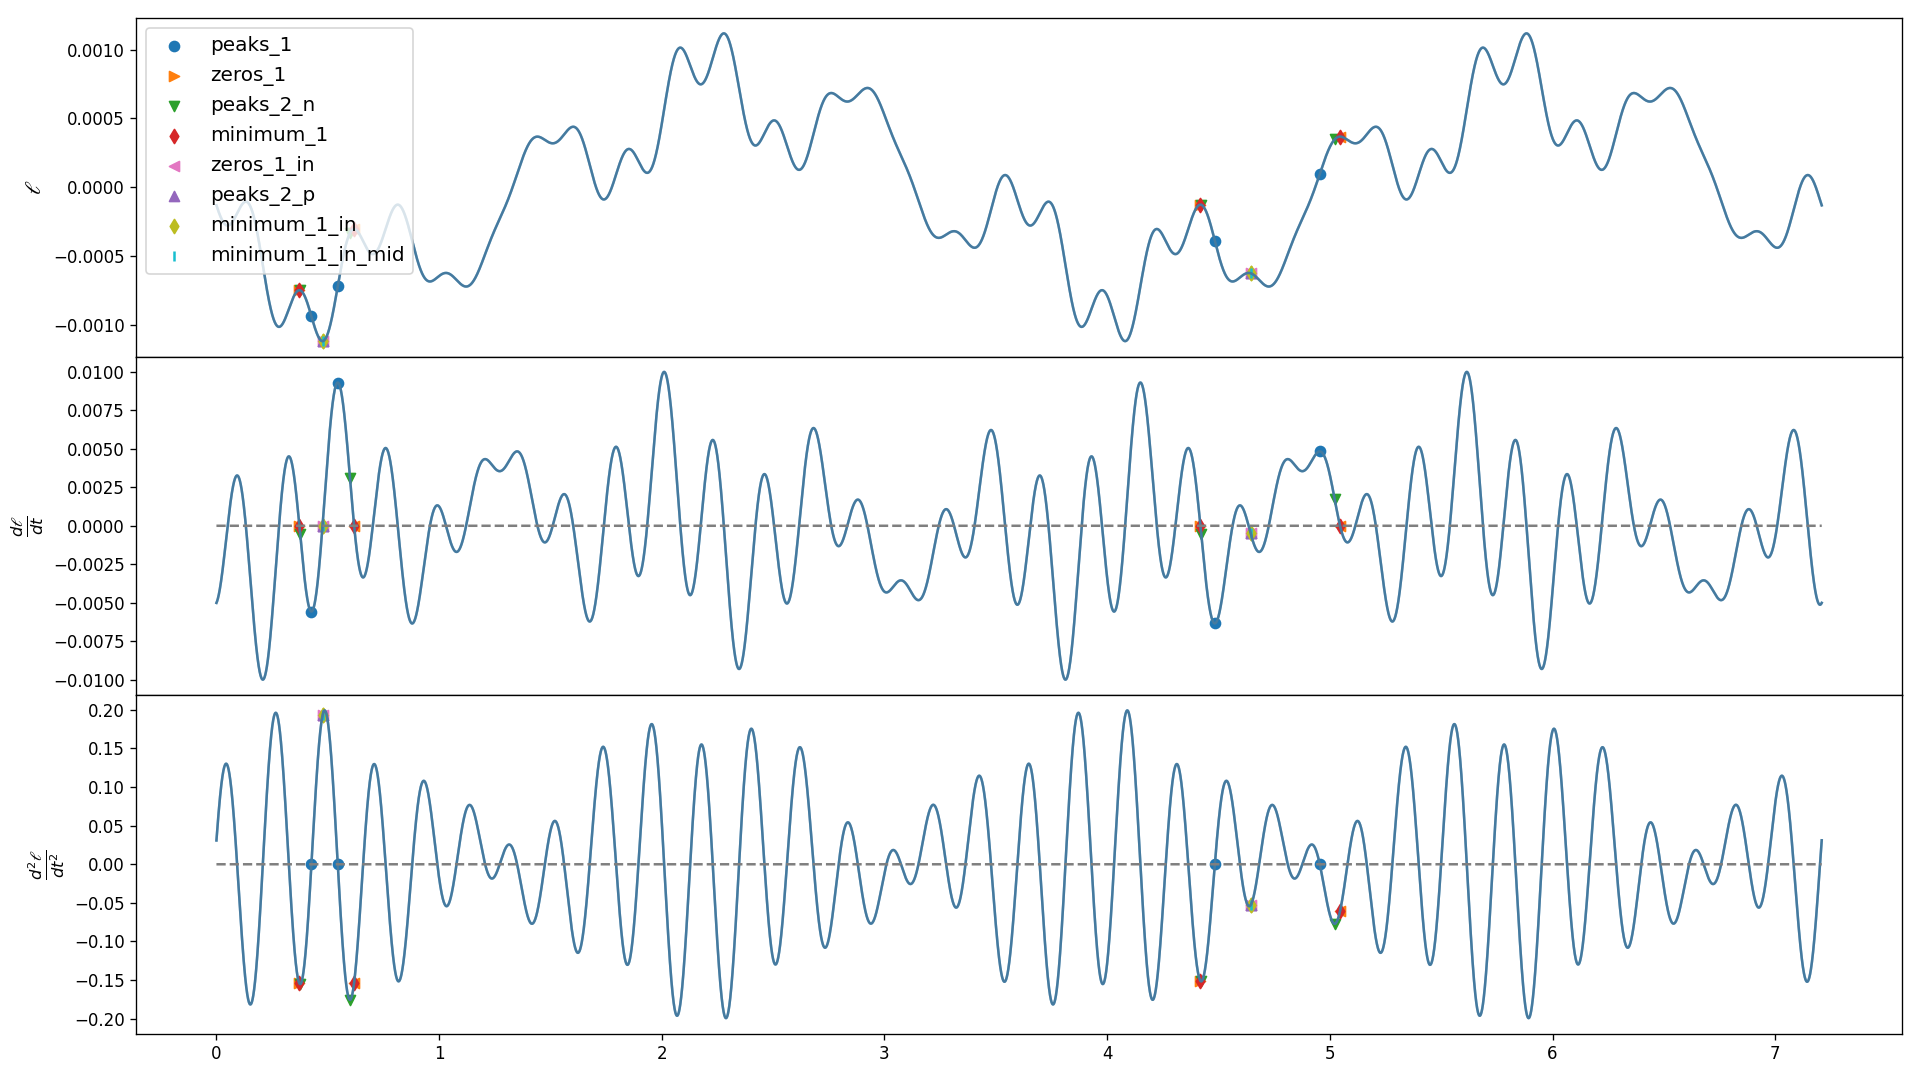 peaks_1
zeros_1
peaks_2_n
minimum_1
zeros_1_in
peaks_2_p
minimum_1_in
minimum_1_in_mid
0.0010
0.0005
0.0000
−0.0005
−0.0010
ℓ
0.0100
0.0075
0.0050
0.0025
0.0000
−0.0025
−0.0050
−0.0075
−0.0100
dℓ
dt
0.20
0.15
0.10
0.05
0.00
−0.05
−0.10
−0.15
−0.20
d²ℓ
dt²
0 1 2 3 4 5 6 7